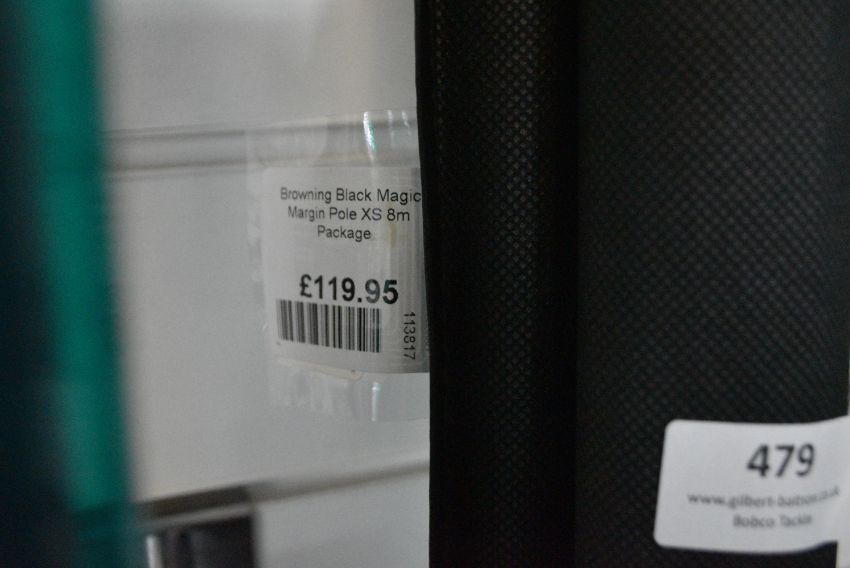 Browning Black Magic
Margin Pole XS 8m
Package
£119.95
113817
479
www.gilbert-baitson.co.uk
Bobco Tackle